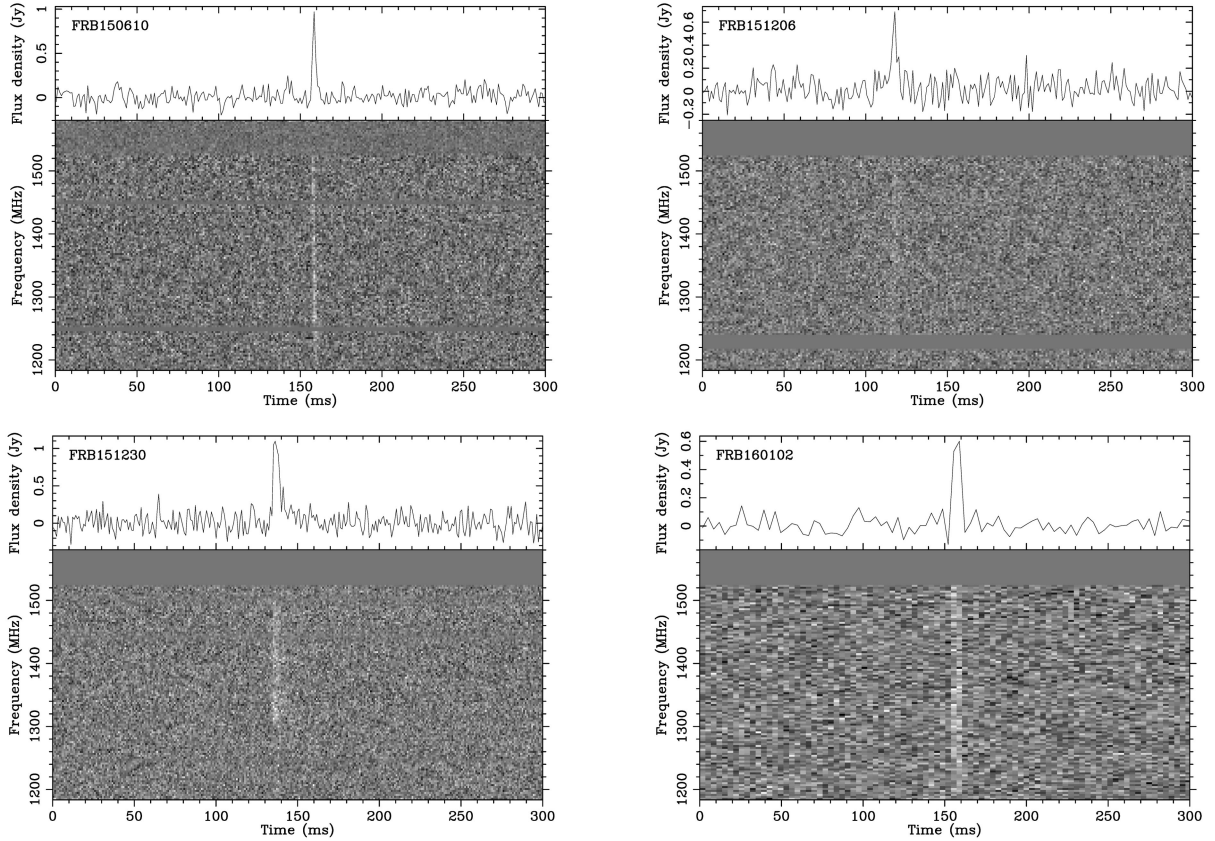 FRB150610
Flux density (Jy)
1
0.5
0
Frequency (MHz)
1500
1400
1300
1200
0 50 100 150 200 250 300
Time (ms)
FRB151206
Flux density (Jy)
0.6
0.4
0.2
0
−0.2
Frequency (MHz)
1500
1400
1300
1200
0 50 100 150 200 250 300
Time (ms)
FRB151230
Flux density (Jy)
1
0.5
0
Frequency (MHz)
1500
1400
1300
1200
0 50 100 150 200 250 300
Time (ms)
FRB160102
Flux density (Jy)
0.6
0.4
0.2
0
Frequency (MHz)
1500
1400
1300
1200
0 50 100 150 200 250 300
Time (ms)